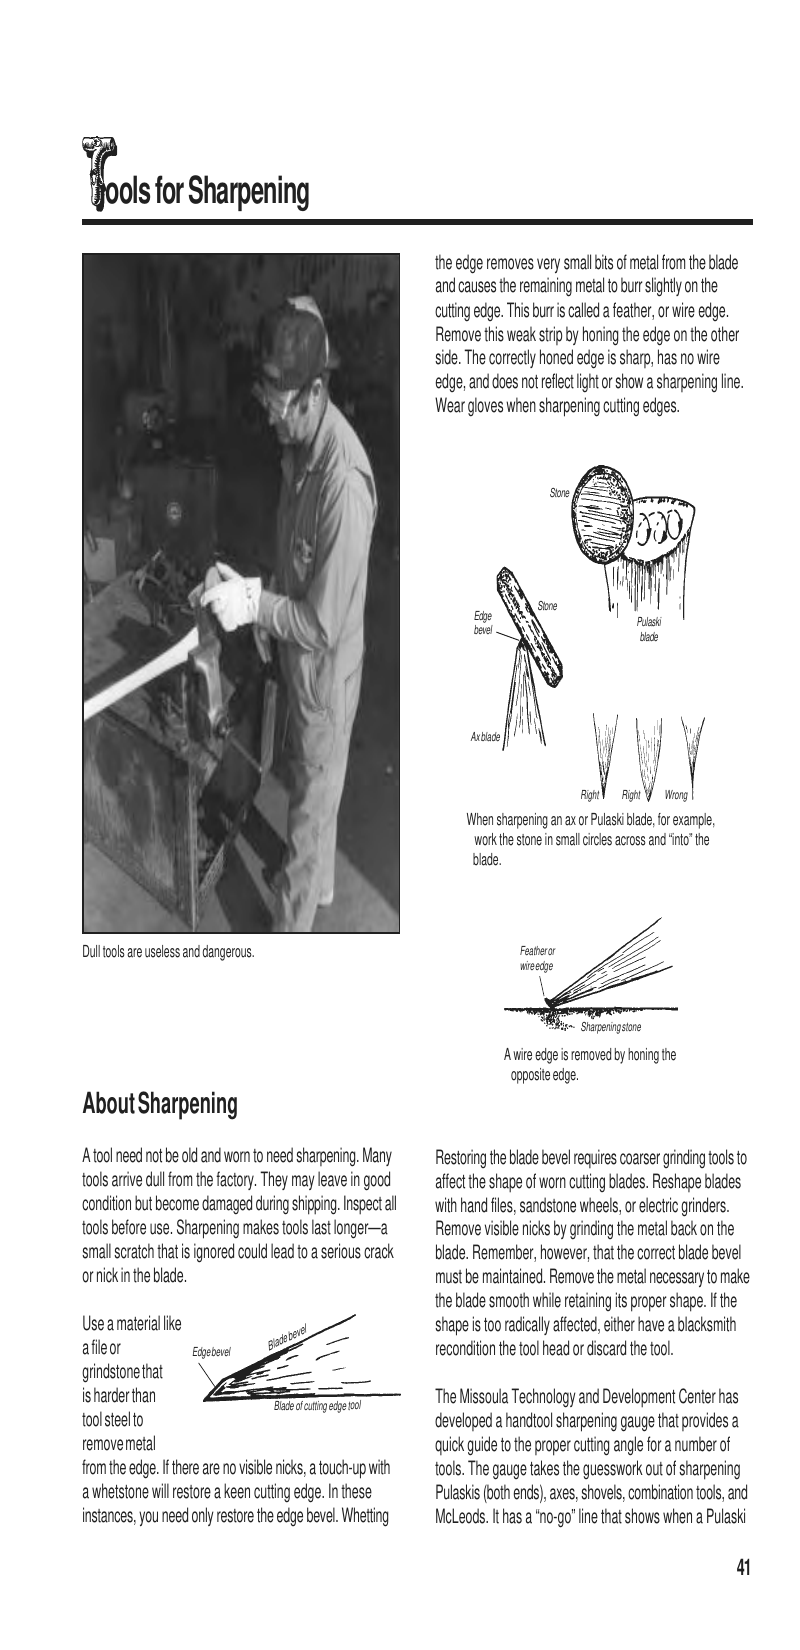 Tools for Sharpening
Dull tools are useless and dangerous.
About Sharpening
A tool need not be old and worn to need sharpening. Many
tools arrive dull from the factory. They may leave in good
condition but become damaged during shipping. Inspect all
tools before use. Sharpening makes tools last longer—a
small scratch that is ignored could lead to a serious crack
or nick in the blade.
Use a material like
a file or
grindstone that
is harder than
tool steel to
remove metal
Edge bevel
Blade bevel
Blade of cutting edge tool
from the edge. If there are no visible nicks, a touch-up with
a whetstone will restore a keen cutting edge. In these
instances, you need only restore the edge bevel. Whetting
the edge removes very small bits of metal from the blade
and causes the remaining metal to burr slightly on the
cutting edge. This burr is called a feather, or wire edge.
Remove this weak strip by honing the edge on the other
side. The correctly honed edge is sharp, has no wire
edge, and does not reflect light or show a sharpening line.
Wear gloves when sharpening cutting edges.
Stone
Stone
Edge
bevel
Pulaski
blade
Ax blade
Right
Right
Wrong
When sharpening an ax or Pulaski blade, for example,
work the stone in small circles across and “into” the
blade.
Feather or
wire edge
Sharpening stone
A wire edge is removed by honing the
opposite edge.
Restoring the blade bevel requires coarser grinding tools to
affect the shape of worn cutting blades. Reshape blades
with hand files, sandstone wheels, or electric grinders.
Remove visible nicks by grinding the metal back on the
blade. Remember, however, that the correct blade bevel
must be maintained. Remove the metal necessary to make
the blade smooth while retaining its proper shape. If the
shape is too radically affected, either have a blacksmith
recondition the tool head or discard the tool.
The Missoula Technology and Development Center has
developed a handtool sharpening gauge that provides a
quick guide to the proper cutting angle for a number of
tools. The gauge takes the guesswork out of sharpening
Pulaskis (both ends), axes, shovels, combination tools, and
McLeods. It has a “no-go” line that shows when a Pulaski
41